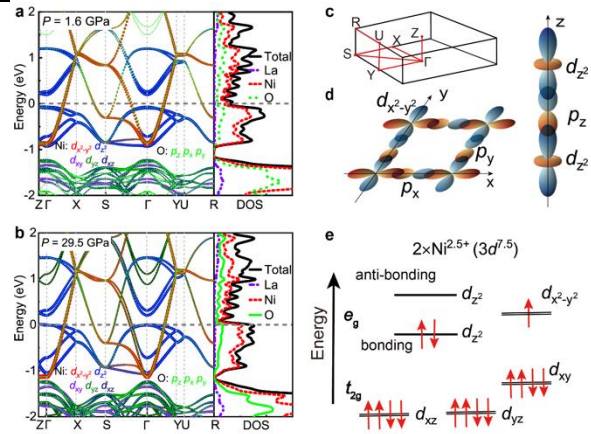 a
P = 1.6 GPa
Energy (eV)
2
1
0
-1
-2
Ni: dx²-y² dz²
dxy dyz dxz
O: pz px py
Total
La
Ni
O
Z Γ X S Γ Y U R DOS
b
P = 29.5 GPa
Energy (eV)
2
1
0
-1
2
Ni: dx²-y² dz²
dxy dyz dxz
O: pz px py
Total
La
Ni
O
Z Γ X S Γ Y U R DOS
c
R
U
X
Z
S
Γ
Y
d
dx²-y²
y
py
px
x
z
dz²
pz
dz²
e
2×Ni2.5+ (3d7.5)
Energy
anti-bonding
dz²
dx²-y²
eg
bonding
dz²
dxy
t2g
dxz
dyz